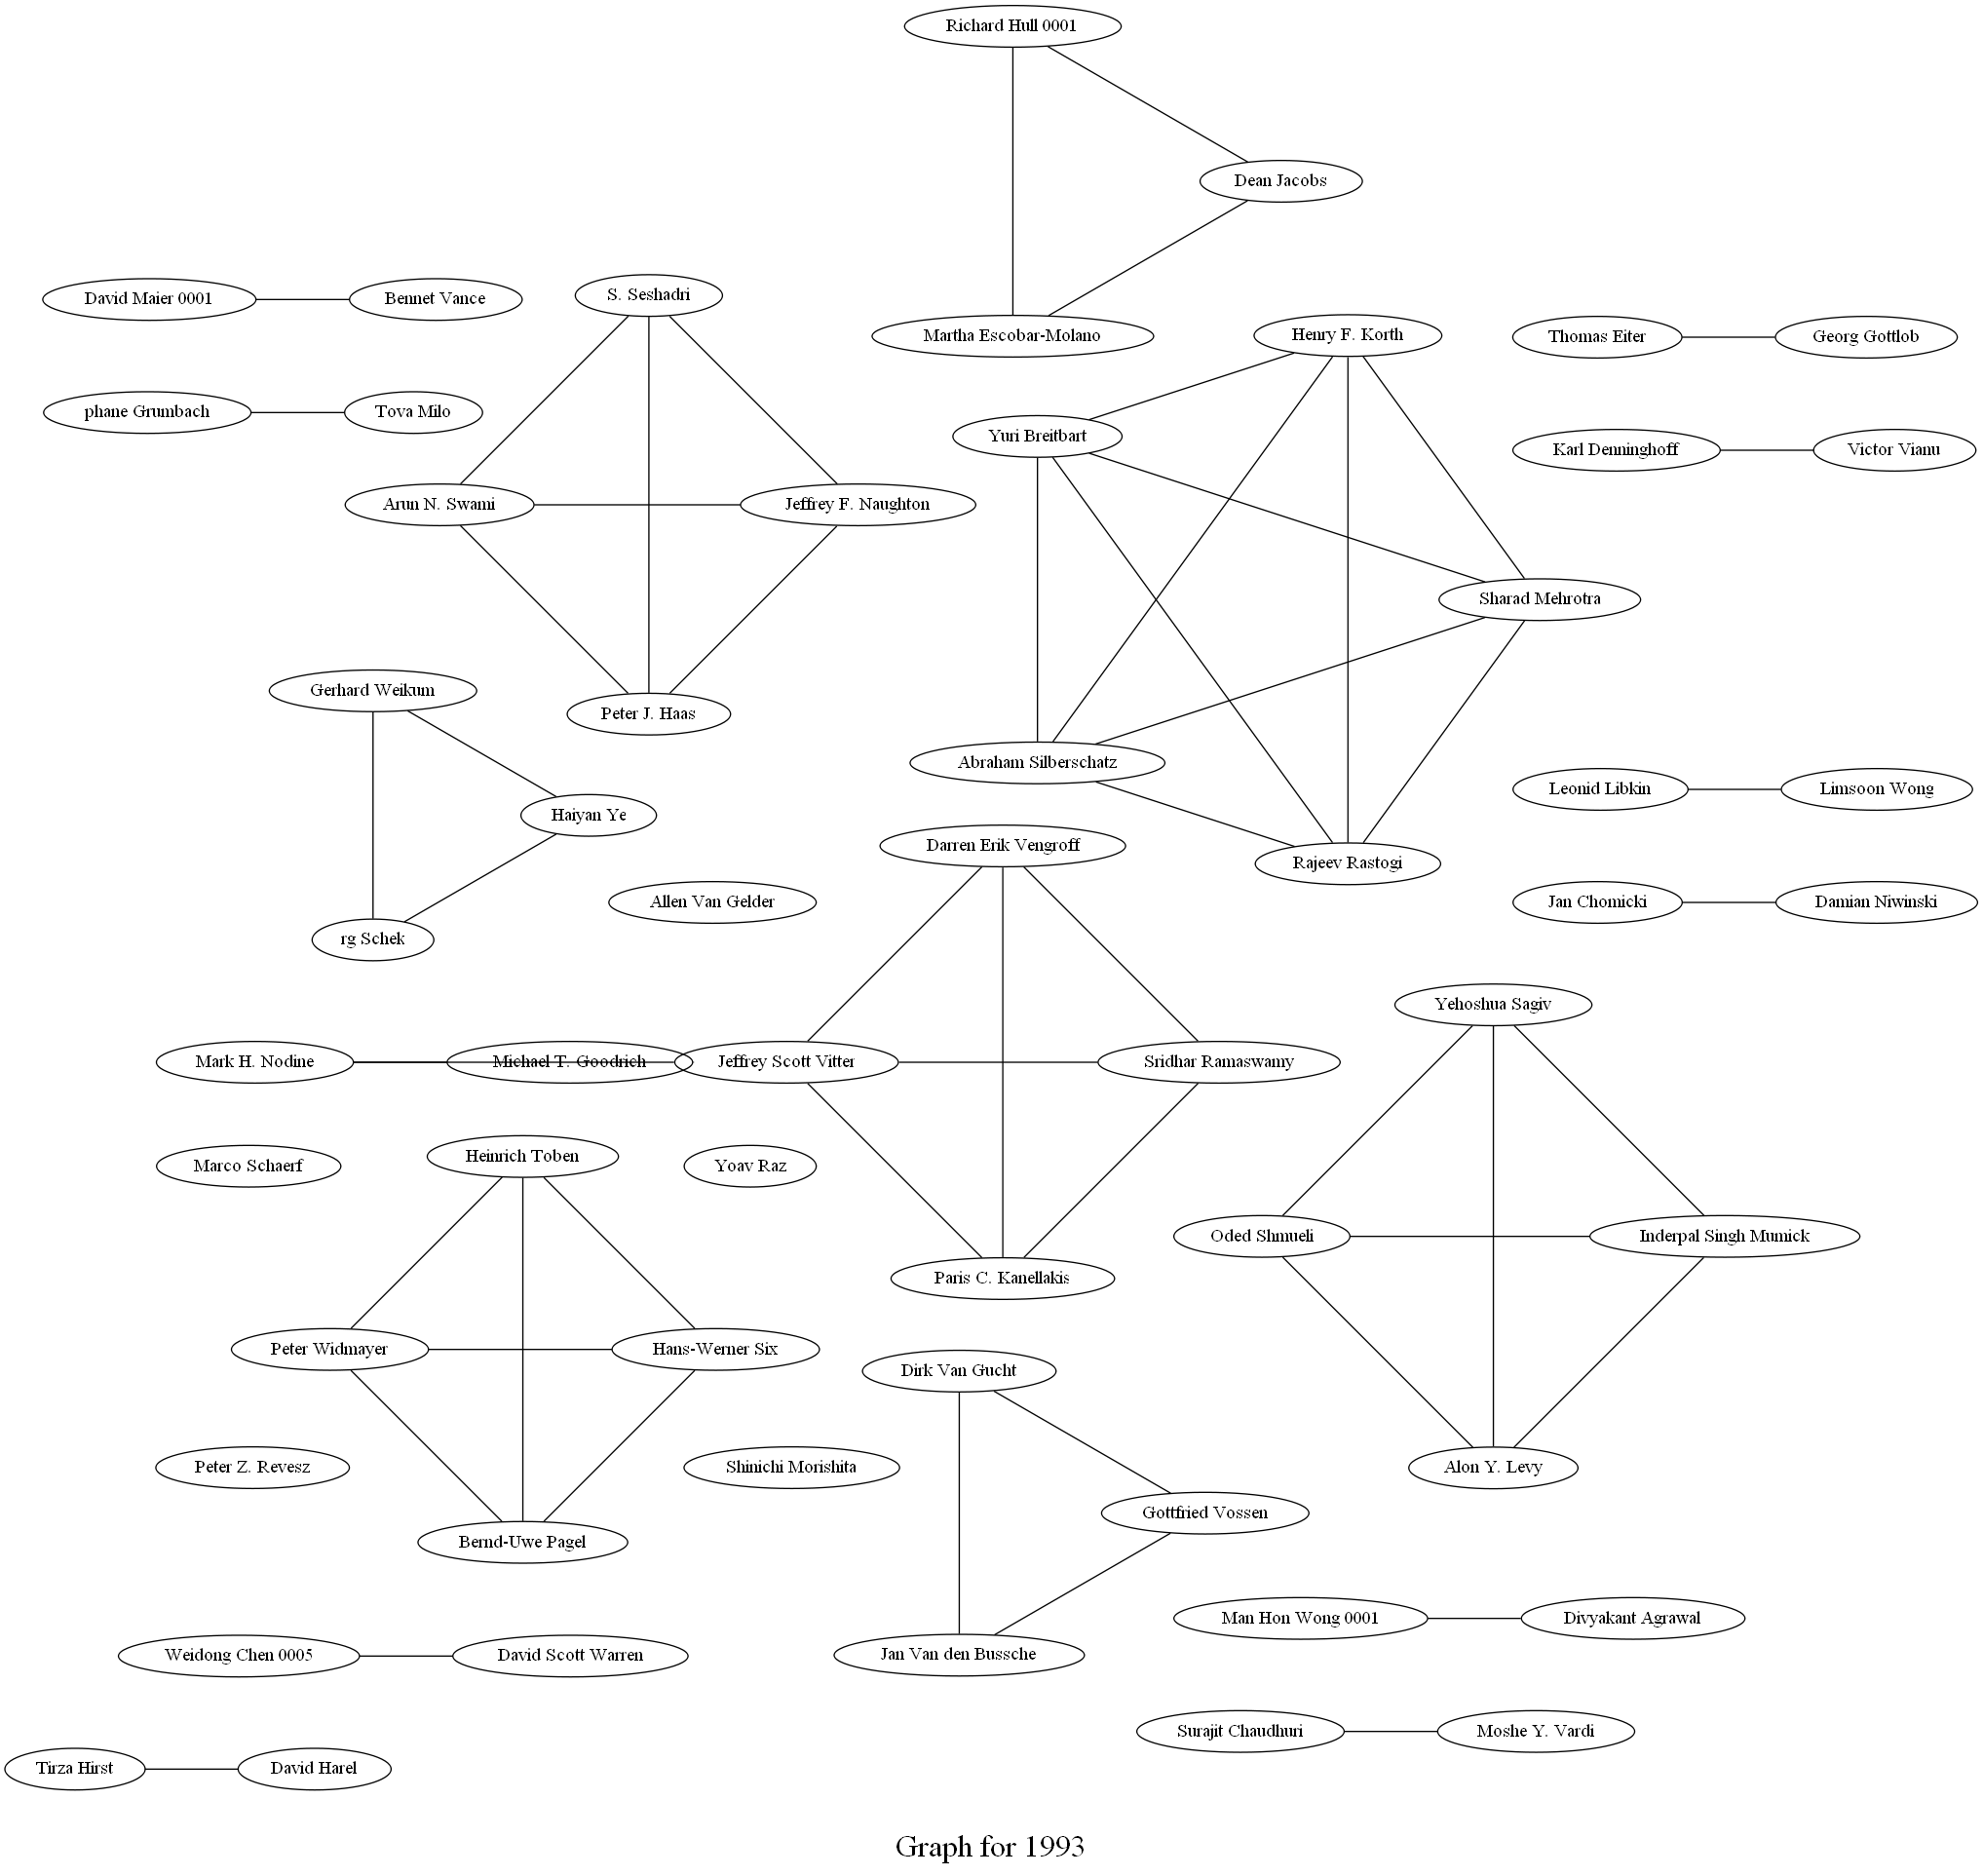 Richard Hull 0001
Dean Jacobs
David Maier 0001
Bennet Vance
S. Seshadri
Martha Escobar-Molano
Henry F. Korth
Thomas Eiter
Georg Gottlob
phane Grumbach
Tova Milo
Yuri Breitbart
Karl Denninghoff
Victor Vianu
Arun N. Swami
Jeffrey F. Naughton
Sharad Mehrotra
Gerhard Weikum
Peter J. Haas
Abraham Silberschatz
Leonid Libkin
Limsoon Wong
Haiyan Ye
Darren Erik Vengroff
Rajeev Rastogi
Allen Van Gelder
Jan Chomicki
Damian Niwinski
rg Schek
Yehoshua Sagiv
Mark H. Nodine
Michael T. Goodrich
Jeffrey Scott Vitter
Sridhar Ramaswamy
Heinrich Toben
Marco Schaerf
Yoav Raz
Oded Shmueli
Inderpal Singh Mumick
Paris C. Kanellakis
Peter Widmayer
Hans-Werner Six
Dirk Van Gucht
Peter Z. Revesz
Shinichi Morishita
Alon Y. Levy
Gottfried Vossen
Bernd-Uwe Pagel
Man Hon Wong 0001
Divyakant Agrawal
Weidong Chen 0005
David Scott Warren
Jan Van den Bussche
Surajit Chaudhuri
Moshe Y. Vardi
Tirza Hirst
David Harel
Graph for 1993